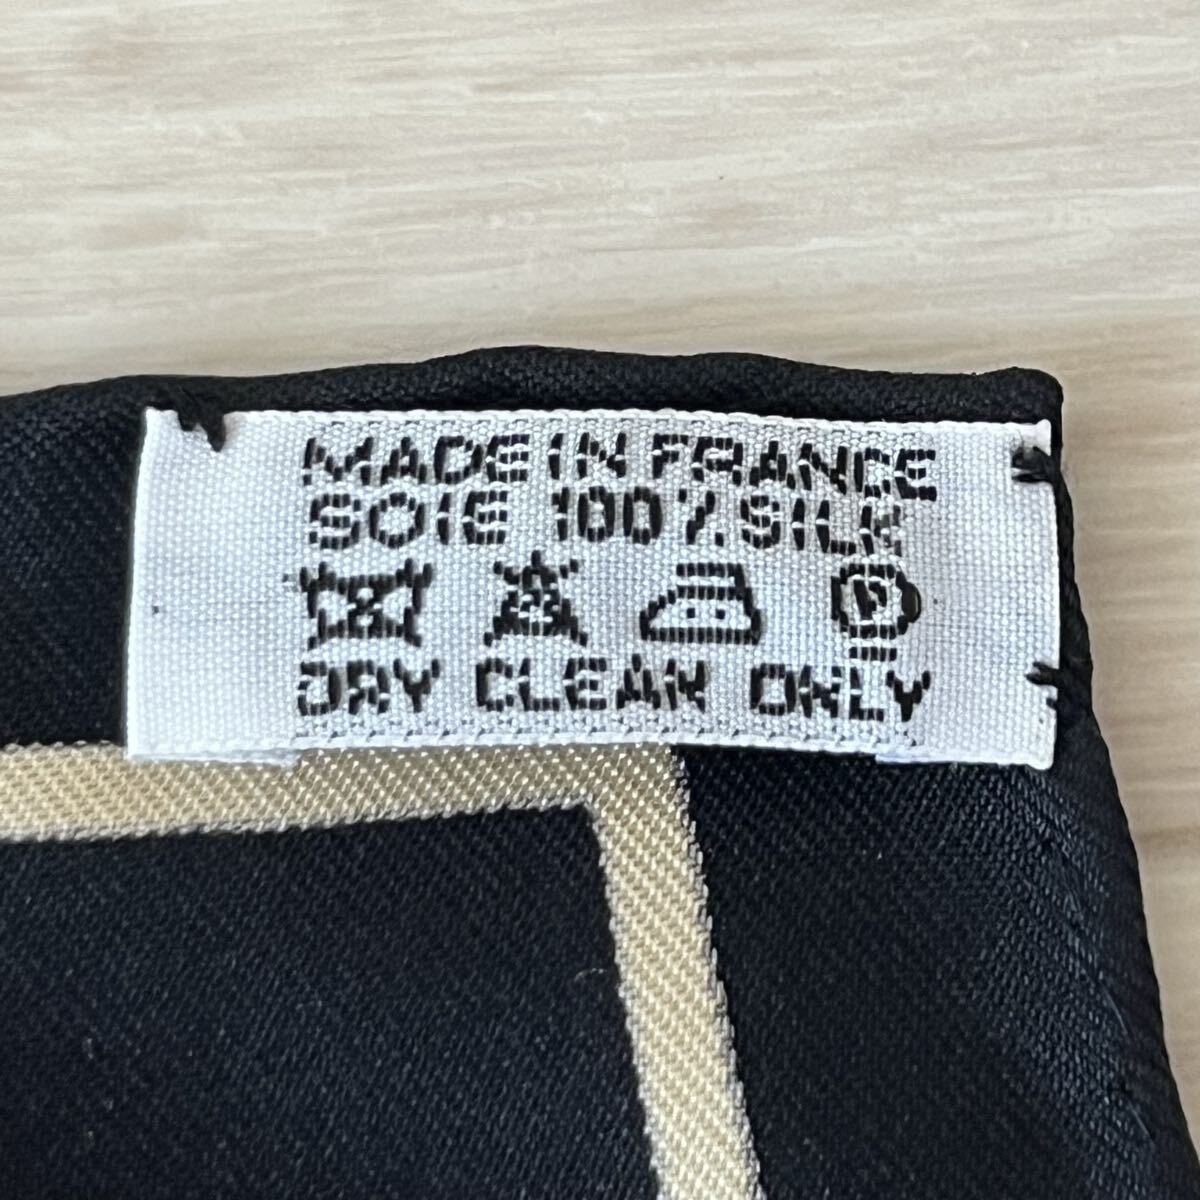 MADE IN FRANCE
SOIE 100% SILK
P
DRY CLEAN ONLY